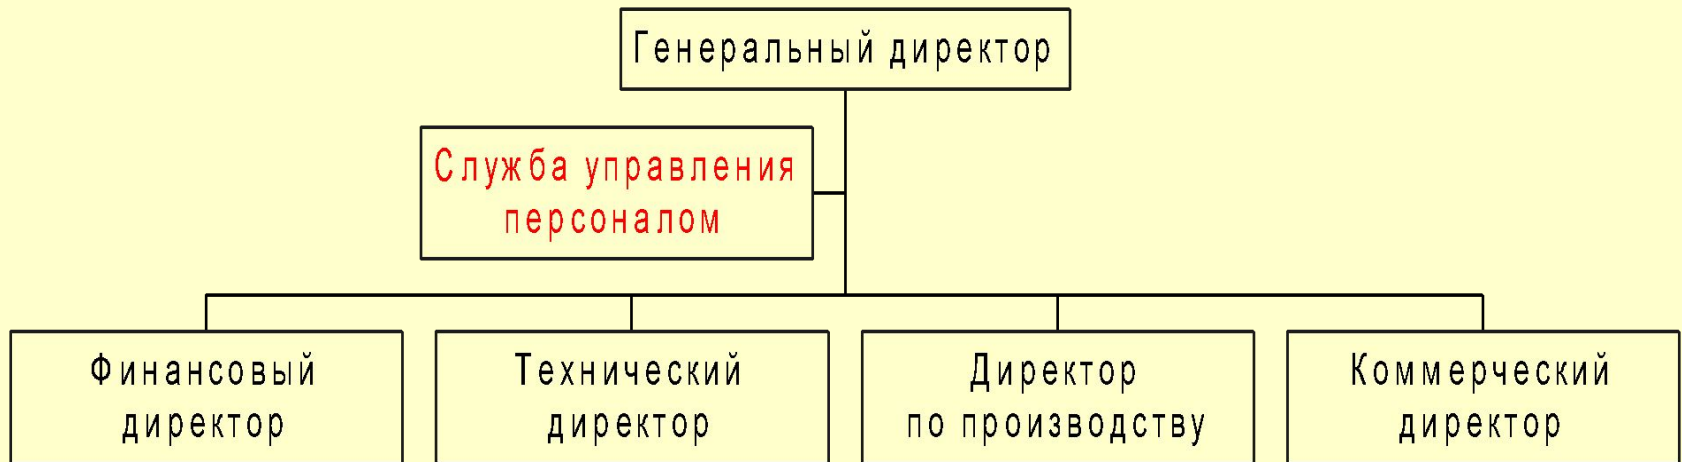 Генеральный директор
Служба управления
персоналом
Финансовый
директор
Технический
директор
Директор
по производству
Коммерческий
директор